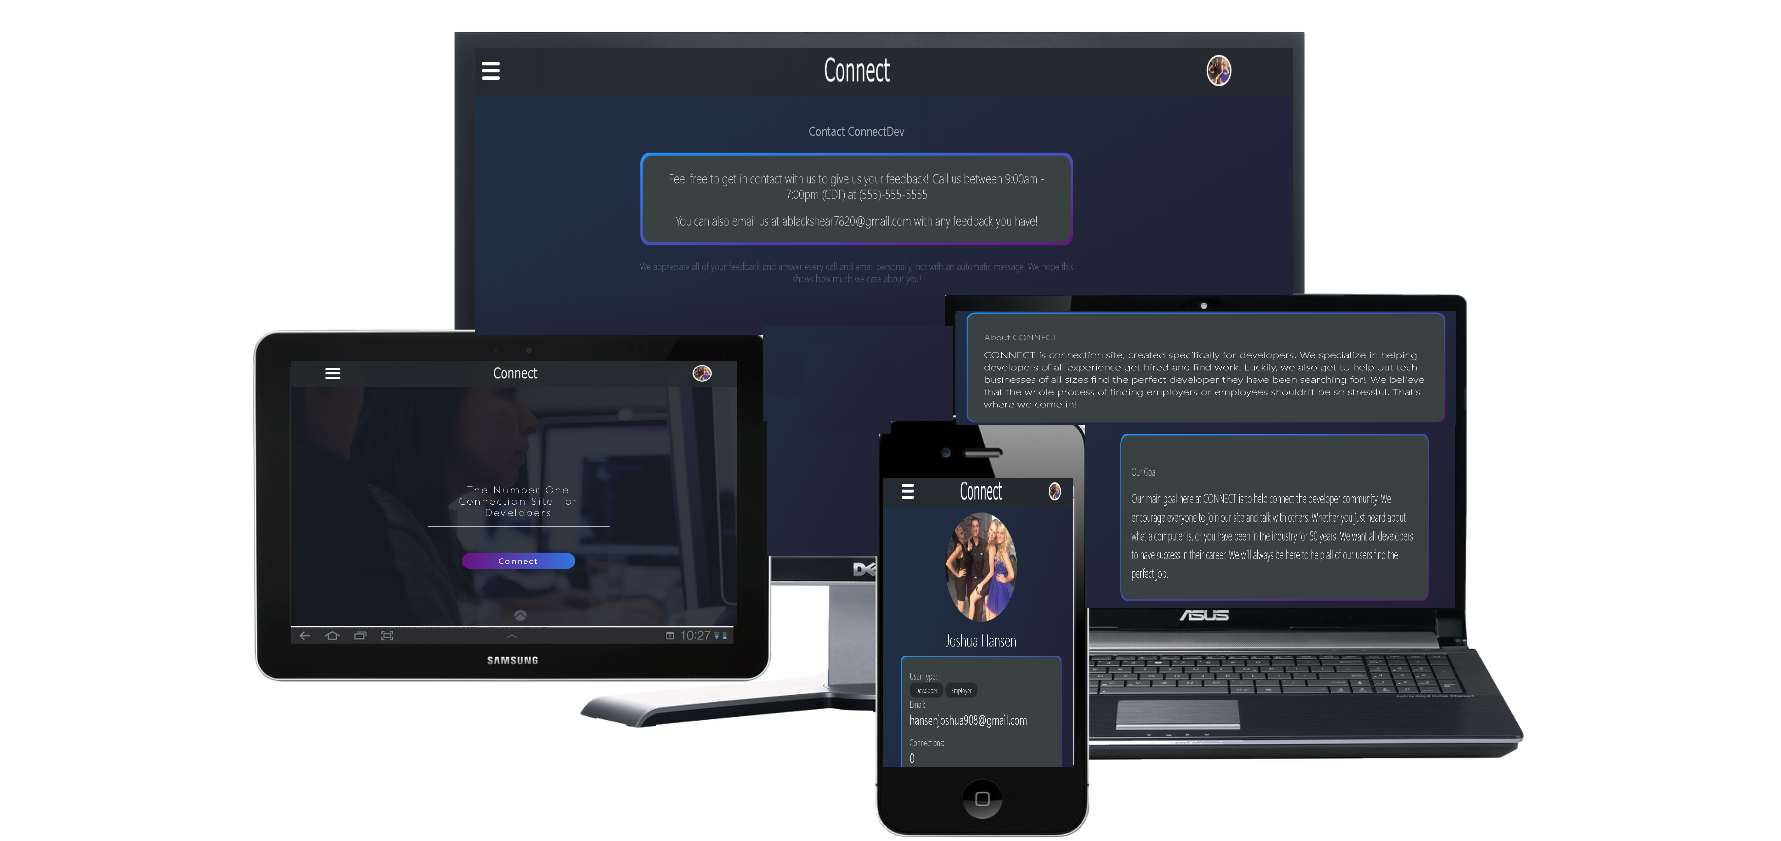 Connect
Contact ConnectDev
Feel free to get in contact with us to give us your feedback! Call us between 9:00am -
7:00pm (CDT) at (555)-555-5555
You can also email us at ablackshear7820@gmail.com with any feedback you have!
We appreciate all of your feedback and answer every call and email personally, not with an automatic message. We hope this
shows how much we care about you!
Connect
The Number One
Connection Site For
Developers
Connect
10:27
SAMSUNG
DELL
Connect
Joshua Hansen
User Type:
Developer Employer
Email:
hansenjoshua908@gmail.com
Connections:
0
About CONNECT
CONNECT is connection site, created specifically for developers. We specialize in helping
developers of all experience get hired and find work. Luckily, we also get to help out tech
businesses of all sizes find the perfect developer they have been searching for! We believe
that the whole process of finding employers or employees shouldn't be so stressful. That's
where we come in!
Our Goal
Our main goal here at CONNECT is to help connect the developer community. We
encourage everyone to join our site and talk with others. Whether you just heard about
what a computer is, or you have been in the industry for 50 years. We want all developers
to have success in their career. We will always be here to help all of our users find the
perfect job.
ASUS